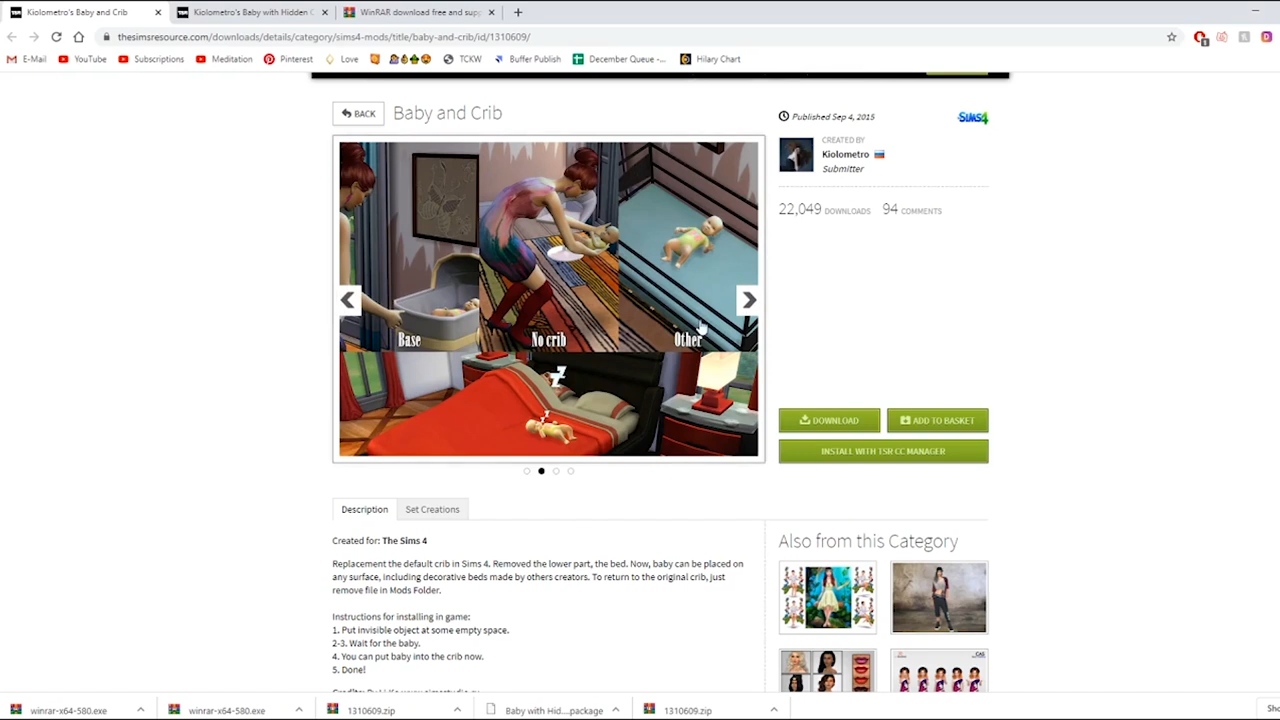 Kiolometro's Baby and Crib
Kiolometro's Baby with Hidden C
WinRAR download free and supp
thesimsresource.com/downloads/details/category/sims4-mods/title/baby-and-crib/id/1310609/
E-Mail YouTube Subscriptions Meditation Pinterest Love TCKW Buffer Publish December Queue -... Hilary Chart
BACK
Baby and Crib
Base
No crib
Other
Published Sep 4, 2015
SIMS4
CREATED BY
Kiolometro
Submitter
22,049 DOWNLOADS 94 COMMENTS
DOWNLOAD
ADD TO BASKET
INSTALL WITH TSR CC MANAGER
Description
Set Creations
Created for: The Sims 4
Replacement the default crib in Sims 4. Removed the lower part, the bed. Now, baby can be placed on
any surface, including decorative beds made by others creators. To return to the original crib, just
remove file in Mods Folder.
Instructions for installing in game:
1. Put invisible object at some empty space.
2-3. Wait for the baby.
4. You can put baby into the crib now.
5. Done!
Also from this Category
CAS
winrar-x64-580.exe
winrar-x64-580.exe
1310609.zip
Baby with Hid....package
1310609.zip
Sho